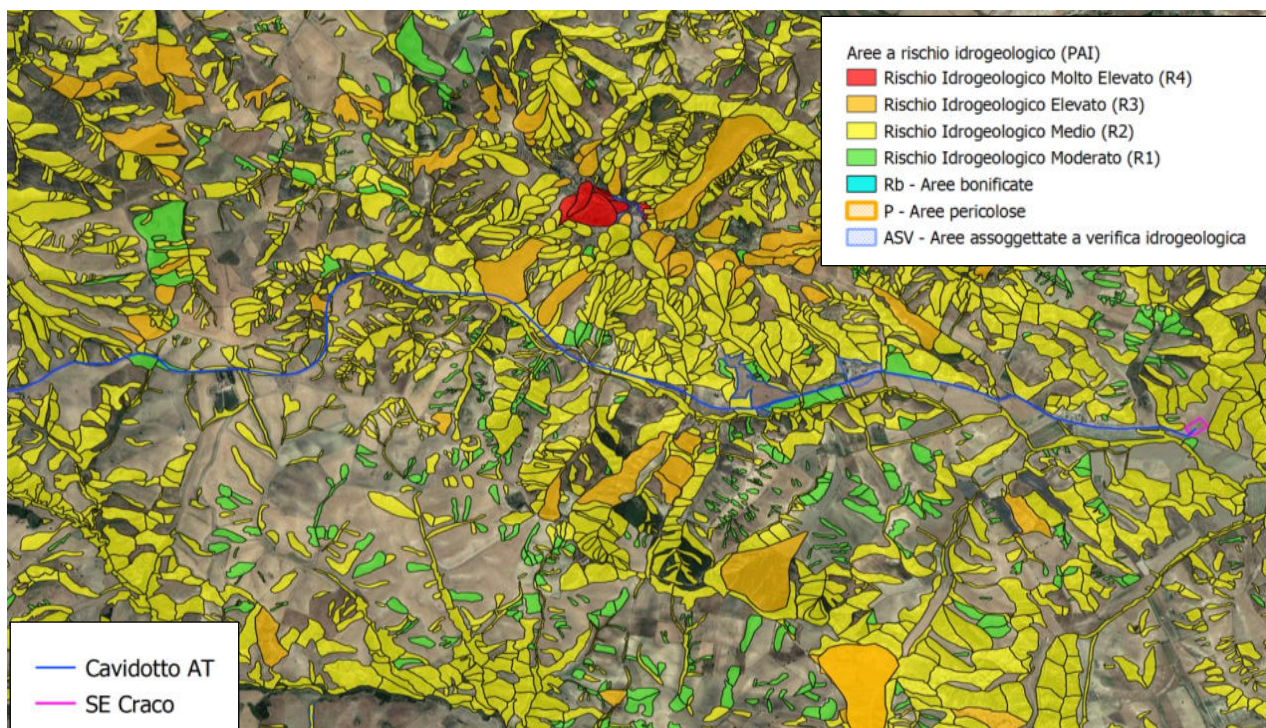 Aree a rischio idrogeologico (PAI)
Rischio Idrogeologico Molto Elevato (R4)
Rischio Idrogeologico Elevato (R3)
Rischio Idrogeologico Medio (R2)
Rischio Idrogeologico Moderato (R1)
Rb - Aree bonificate
P - Aree pericolose
ASV - Aree assoggettate a verifica idrogeologica
Cavidotto AT
SE Craco